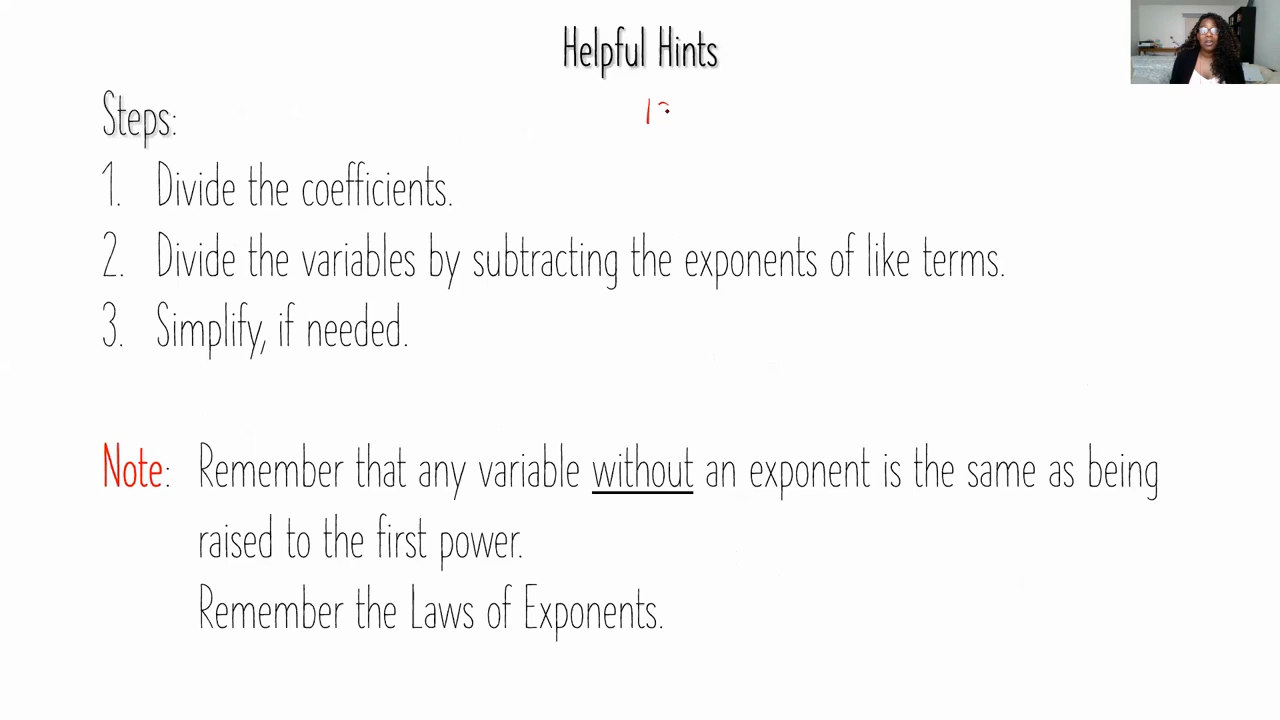 Helpful Hints
Steps:
1. Divide the coefficients.
2. Divide the variables by subtracting the exponents of like terms.
3. Simplify, if needed.
Note: Remember that any variable without an exponent is the same as being
raised to the first power.
Remember the Laws of Exponents.